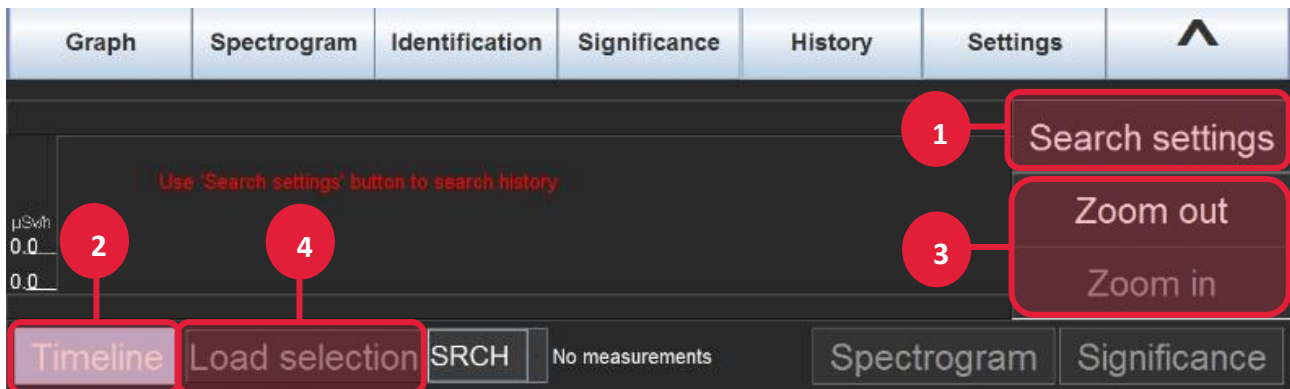 Graph Spectrogram Identification Significance History Settings ^
1 Search settings
Use 'Search settings' button to search history
Zoom out
µSv/h
0.0
2 4 3
0.0
Zoom in
Timeline Load selection SRCH No measurements Spectrogram Significance